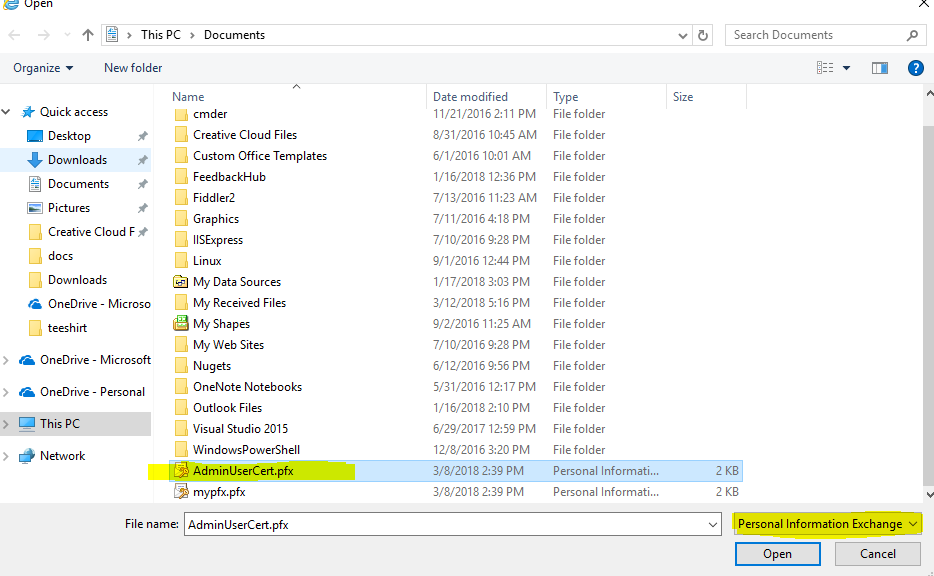 Open
This PC > Documents
Search Documents
Organize
New folder
?
Name Date modified Type Size
Quick access
Desktop
Downloads
Documents
Pictures
Creative Cloud F
docs
Downloads
OneDrive - Microso
teeshirt
OneDrive - Microsoft
OneDrive - Personal
This PC
Network
cmder 11/21/2016 2:11 PM File folder
Creative Cloud Files 8/31/2016 10:45 AM File folder
Custom Office Templates 6/1/2016 10:01 AM File folder
FeedbackHub 1/16/2018 12:36 PM File folder
Fiddler2 7/13/2016 11:23 AM File folder
Graphics 7/11/2016 4:18 PM File folder
IISExpress 7/10/2016 9:28 PM File folder
Linux 9/1/2016 12:44 PM File folder
My Data Sources 1/17/2018 3:03 PM File folder
My Received Files 3/12/2018 5:16 PM File folder
My Shapes 9/2/2016 11:25 AM File folder
My Web Sites 7/10/2016 9:28 PM File folder
Nugets 6/12/2016 9:56 PM File folder
OneNote Notebooks 5/31/2016 12:17 PM File folder
Outlook Files 1/16/2018 2:10 PM File folder
Visual Studio 2015 6/29/2017 12:59 PM File folder
WindowsPowerShell 12/8/2016 3:20 PM File folder
AdminUserCert.pfx 3/8/2018 2:39 PM Personal Informati... 2 KB
mypfx.pfx 3/8/2018 2:39 PM Personal Informati... 2 KB
File name: AdminUserCert.pfx
Personal Information Exchange
Open
Cancel